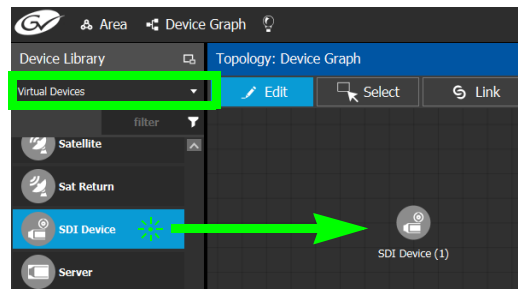 GV Area Device Graph
Device Library
Topology: Device Graph
Virtual Devices
Edit
Select
Link
filter
Satellite
Sat Return
SDI Device
SDI Device (1)
Server